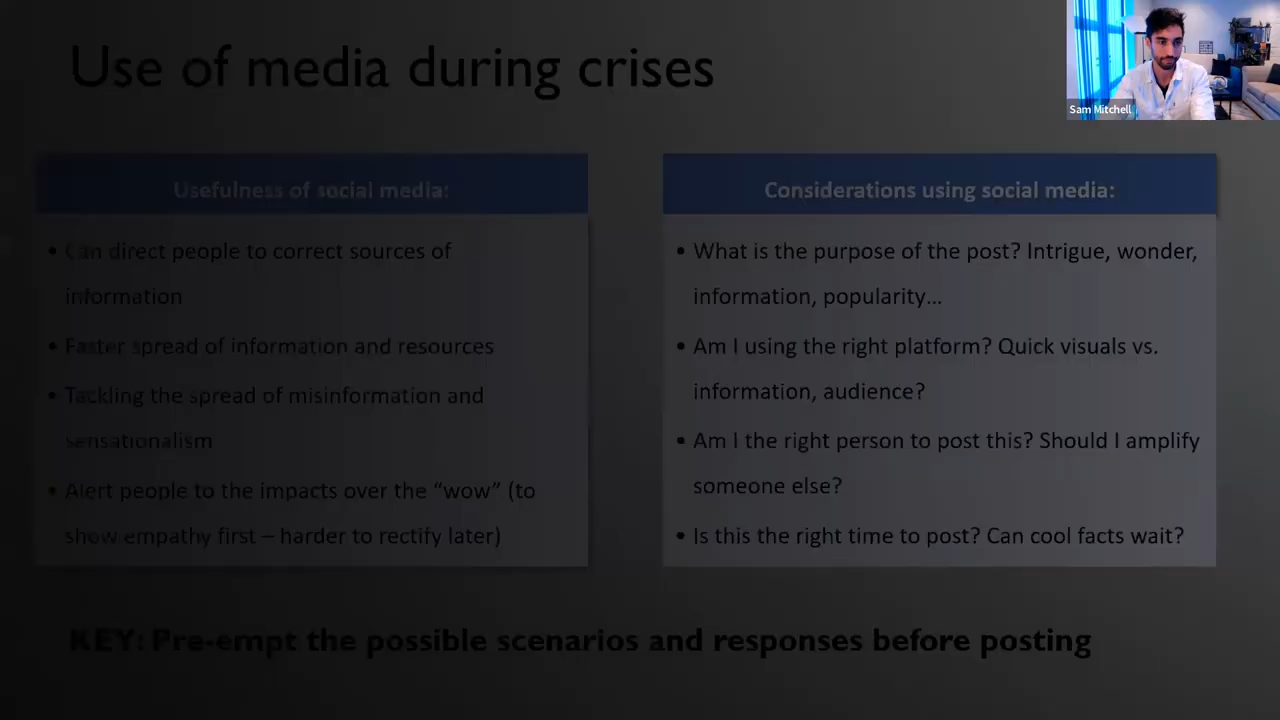 Use of media during crises
Sam Mitchell
Usefulness of social media:
• Can direct people to correct sources of
information
• Faster spread of information and resources
• Tackling the spread of misinformation and
sensationalism
• Alert people to the impacts over the “wow” (to
show empathy first – harder to rectify later)
Considerations using social media:
• What is the purpose of the post? Intrigue, wonder,
information, popularity…
• Am I using the right platform? Quick visuals vs.
information, audience?
• Am I the right person to post this? Should I amplify
someone else?
• Is this the right time to post? Can cool facts wait?
KEY: Pre-empt the possible scenarios and responses before posting